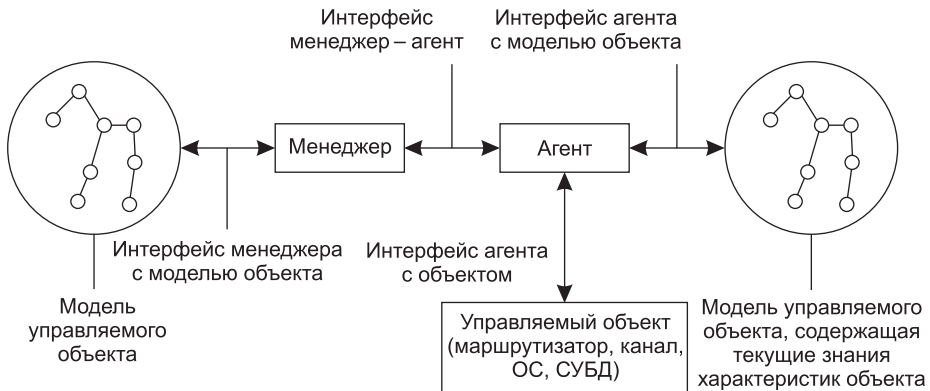 Интерфейс
менеджер – агент
Интерфейс агента
с моделью объекта
Менеджер
Агент
Интерфейс менеджера
с моделью объекта
Интерфейс агента
с объектом
Модель
управляемого
объекта
Управляемый объект
(маршрутизатор, канал,
ОС, СУБД)
Модель управляемого
объекта, содержащая
текущие знания
характеристик объекта